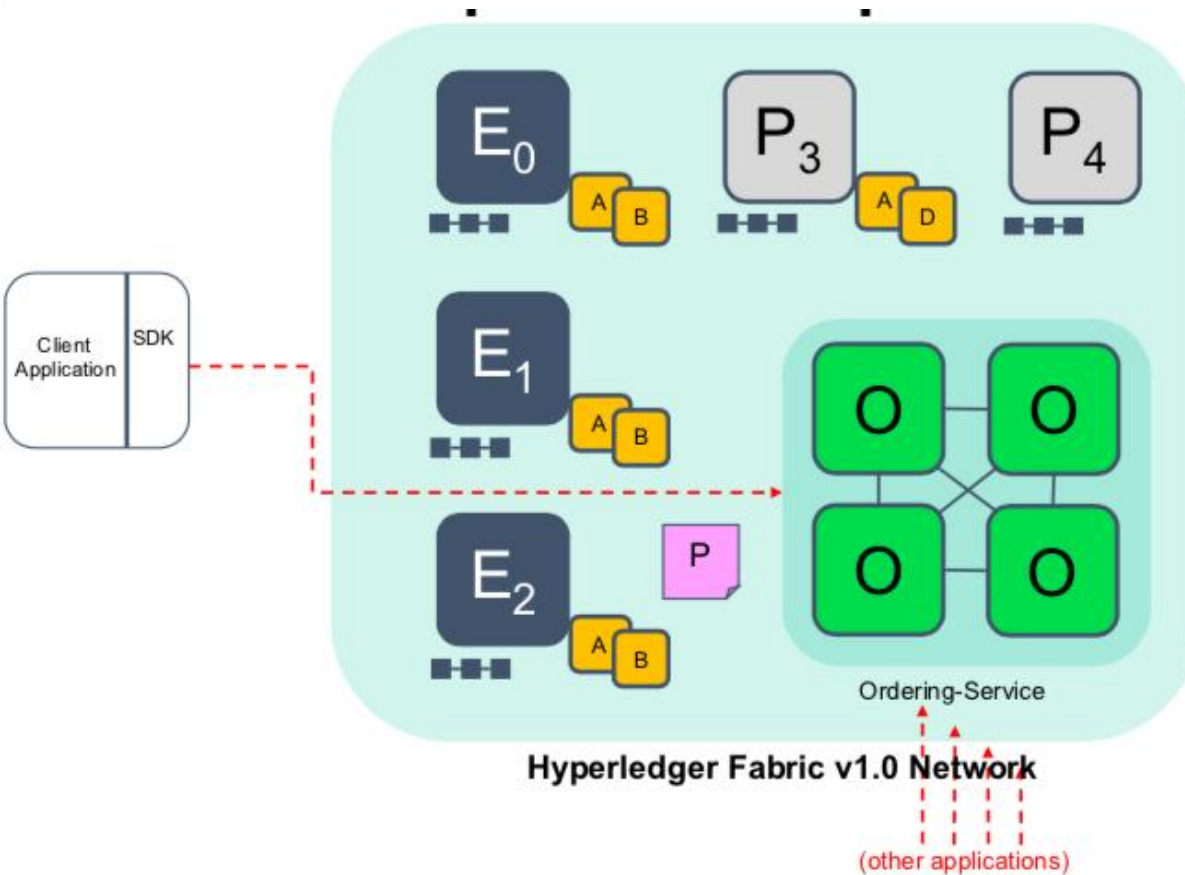 E0
A
B
P3
A
D
P4
Client
Application
SDK
E1
A
B
O
O
E2
A
B
P
O
O
Ordering-Service
Hyperledger Fabric v1.0 Network
(other applications)